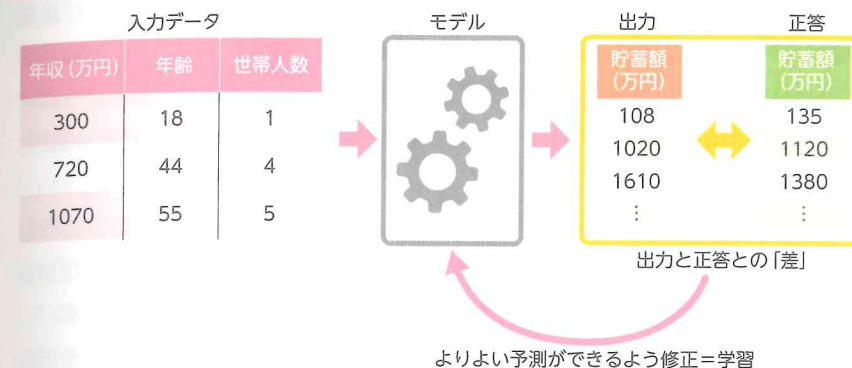 入力データ
モデル
出力
正答
年収(万円) 年齢 世帯人数
300 18 1
720 44 4
1070 55 5
貯蓄額
(万円)
108
1020
1610
⋮
貯蓄額
(万円)
135
1120
1380
⋮
出力と正答との「差」
よりよい予測ができるよう修正=学習